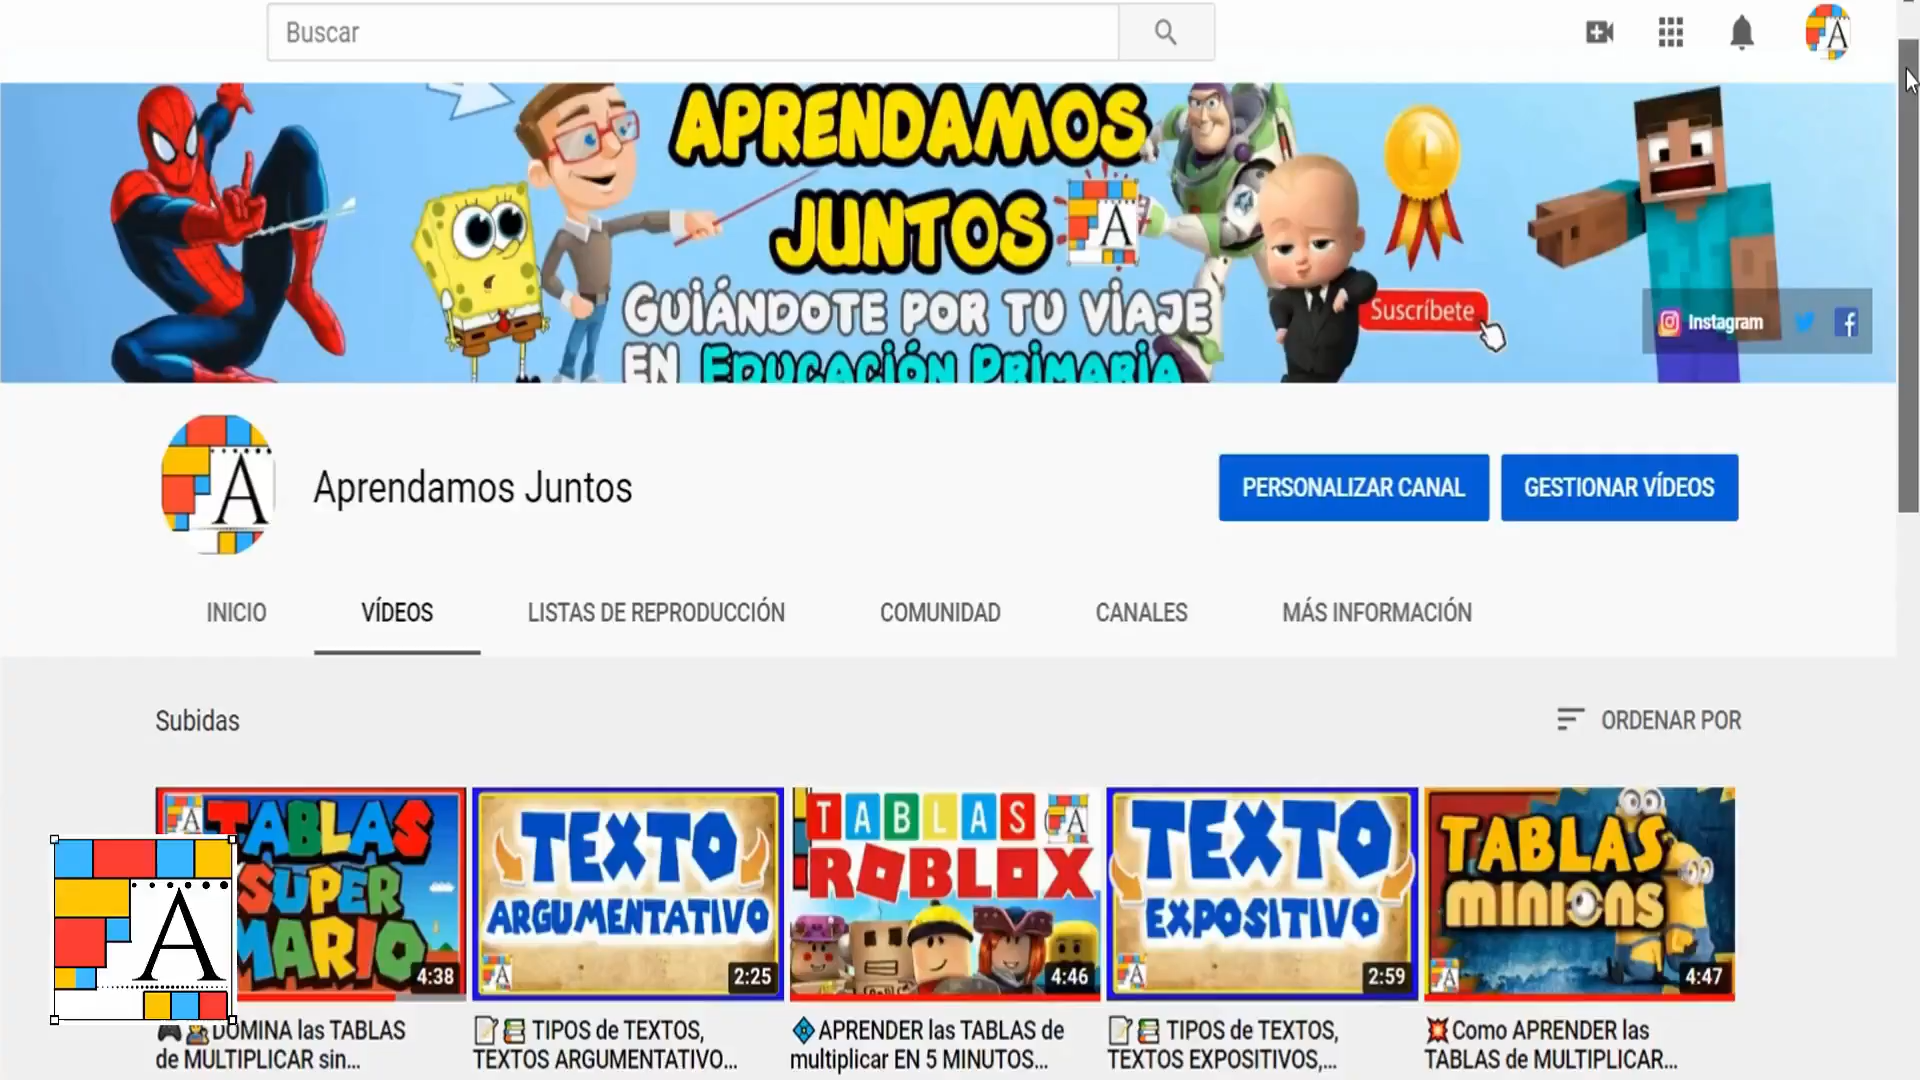 Buscar
APRENDAMOS
JUNTOS
A
GUIÁNDOTE POR TU VIAJE
EN EDUCACIÓN PRIMARIA
1
Suscríbete
Instagram
A
Aprendamos Juntos
PERSONALIZAR CANAL
GESTIONAR VÍDEOS
INICIO
VÍDEOS
LISTAS DE REPRODUCCIÓN
COMUNIDAD
CANALES
MÁS INFORMACIÓN
Subidas
ORDENAR POR
TABLAS
SUPER
MARIO
4:38
TEXTO
ARGUMENTATIVO
2:25
TABLAS
ROBLOX
4:46
TEXTO
EXPOSITIVO
2:59
TABLAS
MINIONS
4:47
A
DOMINA las TABLAS
de MULTIPLICAR sin...
TIPOS de TEXTOS,
TEXTOS ARGUMENTATIVO...
APRENDER las TABLAS de
multiplicar EN 5 MINUTOS...
TIPOS de TEXTOS,
TEXTOS EXPOSITIVOS,...
Como APRENDER las
TABLAS de MULTIPLICAR...